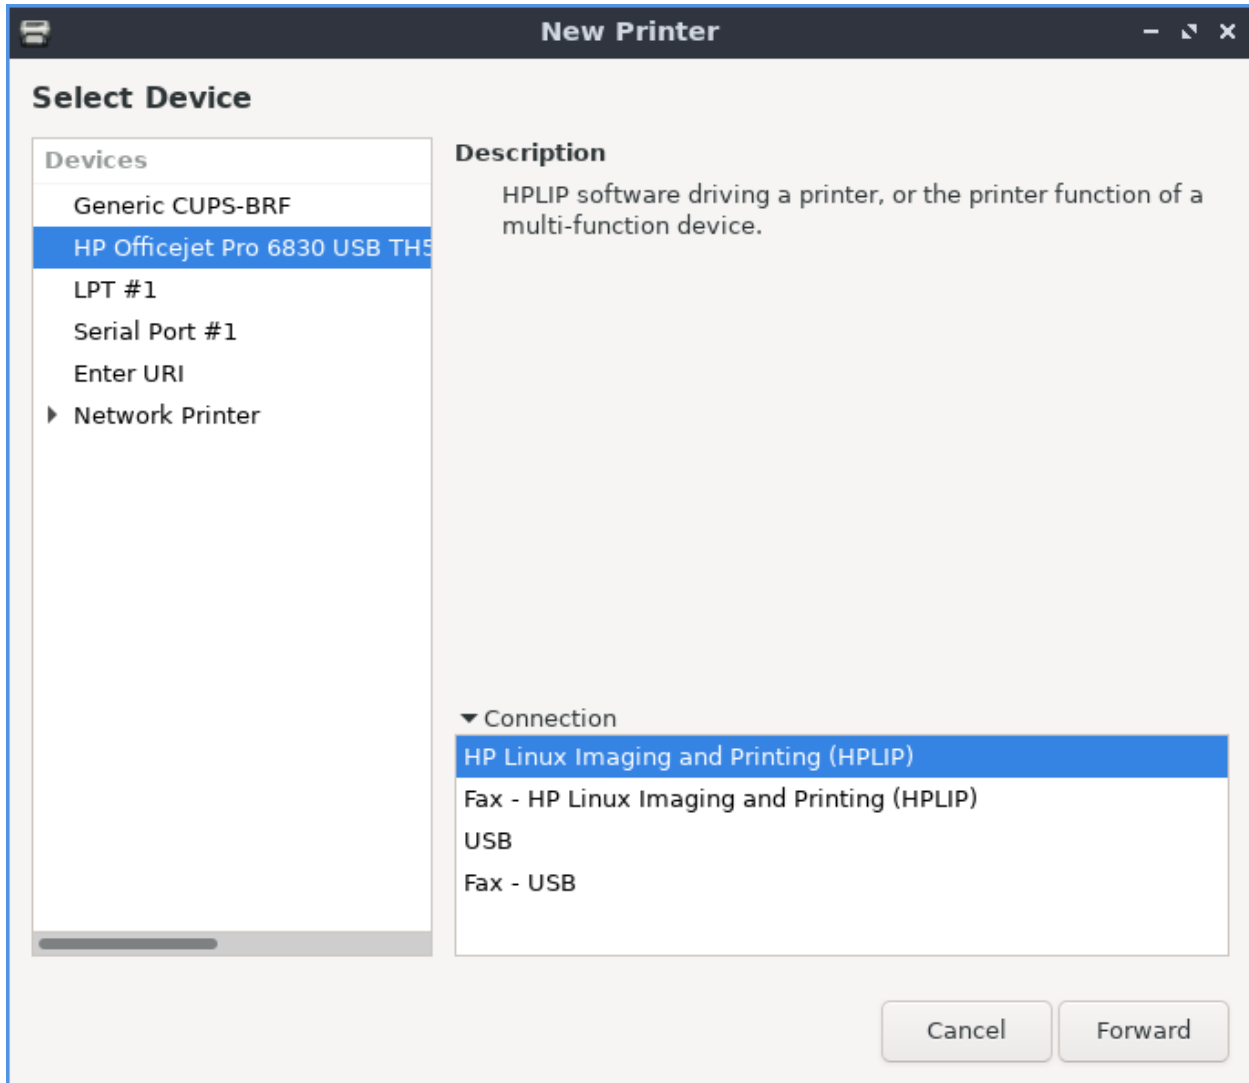 New Printer
Select Device
Devices
Generic CUPS-BRF
HP Officejet Pro 6830 USB TH5
LPT #1
Serial Port #1
Enter URI
Network Printer
Description
HPLIP software driving a printer, or the printer function of a
multi-function device.
Connection
HP Linux Imaging and Printing (HPLIP)
Fax - HP Linux Imaging and Printing (HPLIP)
USB
Fax - USB
Cancel
Forward